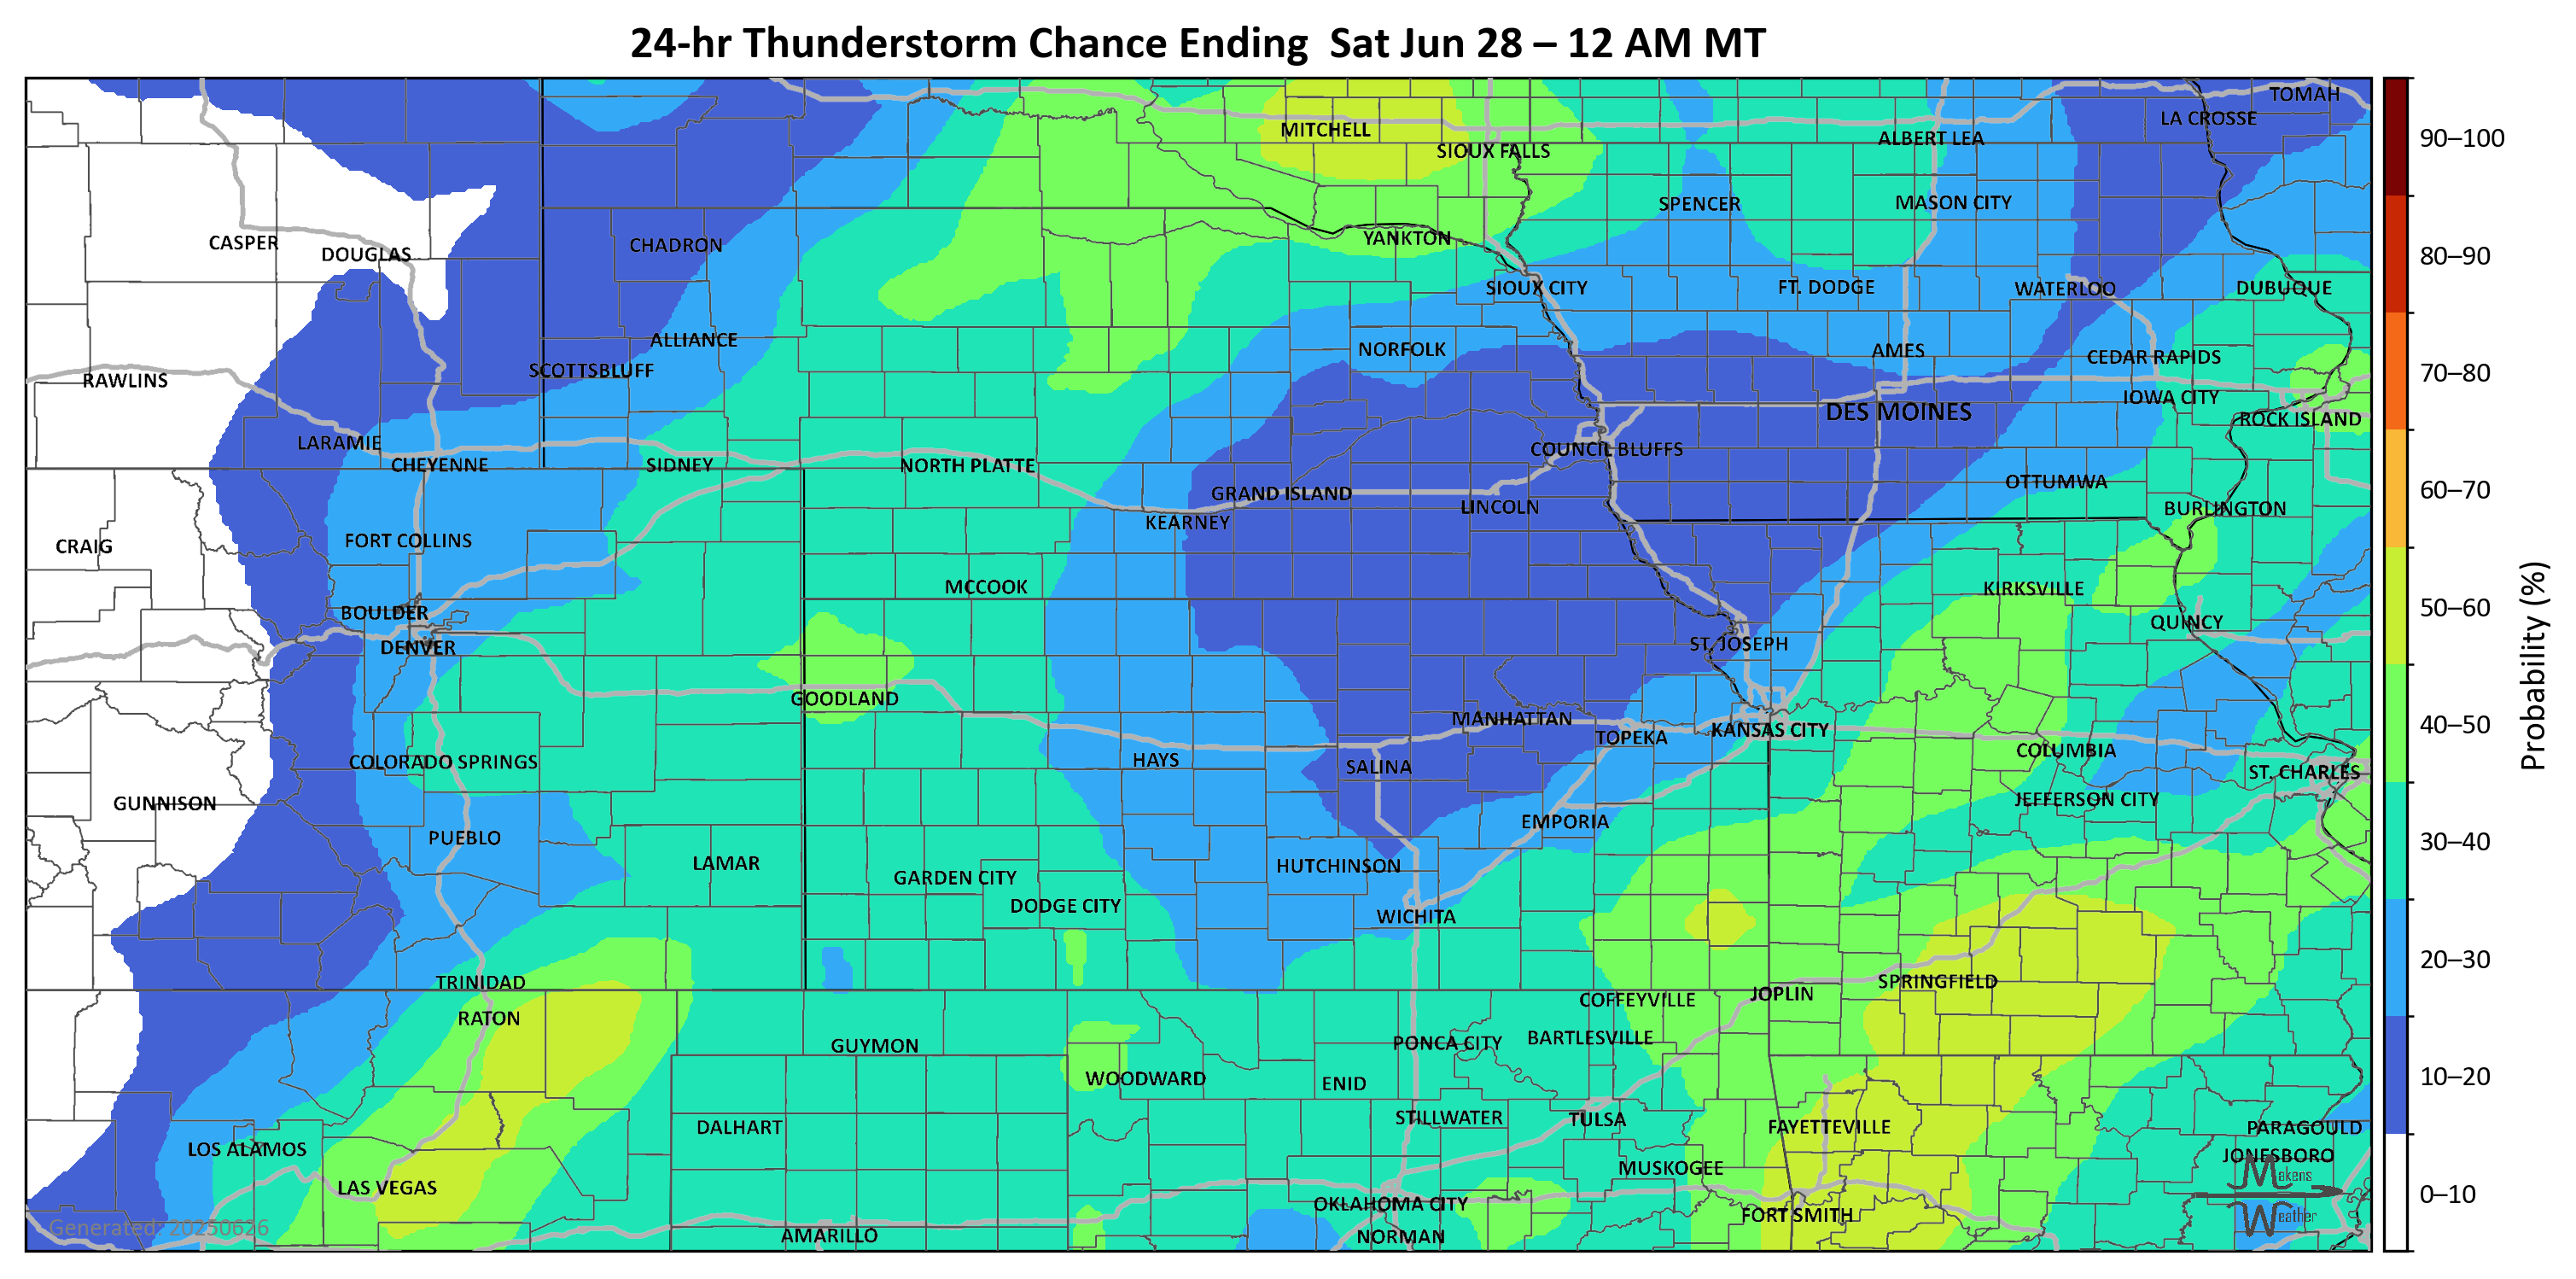 24-hr Thunderstorm Chance Ending  Sat Jun 28 – 12 AM MT
TOMAH
LA CROSSE
MITCHELL
ALBERT LEA
SIOUX FALLS
SPENCER
MASON CITY
CASPER
DOUGLAS
CHADRON
YANKTON
SIOUX CITY
FT. DODGE
WATERLOO
DUBUQUE
ALLIANCE
NORFOLK
AMES
CEDAR RAPIDS
SCOTTSBLUFF
RAWLINS
IOWA CITY
DES MOINES
ROCK ISLAND
LARAMIE
COUNCIL BLUFFS
CHEYENNE
SIDNEY
NORTH PLATTE
OTTUMWA
GRAND ISLAND
LINCOLN
BURLINGTON
KEARNEY
CRAIG
FORT COLLINS
MCCOOK
KIRKSVILLE
BOULDER
QUINCY
DENVER
ST. JOSEPH
GOODLAND
MANHATTAN
KANSAS CITY
TOPEKA
COLUMBIA
COLORADO SPRINGS
HAYS
SALINA
ST. CHARLES
GUNNISON
JEFFERSON CITY
PUEBLO
EMPORIA
LAMAR
HUTCHINSON
GARDEN CITY
DODGE CITY
WICHITA
TRINIDAD
SPRINGFIELD
JOPLIN
COFFEYVILLE
RATON
GUYMON
PONCA CITY
BARTLESVILLE
WOODWARD
ENID
STILLWATER
TULSA
DALHART
FAYETTEVILLE
PARAGOULD
LOS ALAMOS
JONESBORO
MUSKOGEE
LAS VEGAS
OKLAHOMA CITY
FORT SMITH
AMARILLO
NORMAN
Generated: 20250626
Makens
Weather
90–100
80–90
70–80
60–70
50–60
40–50
30–40
20–30
10–20
0–10
Probability (%)